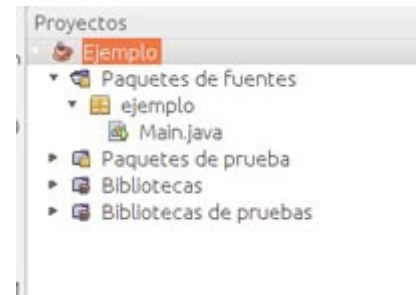 Proyectos
Ejemplo
Paquetes de fuentes
ejemplo
Main.java
Paquetes de prueba
Bibliotecas
Bibliotecas de pruebas